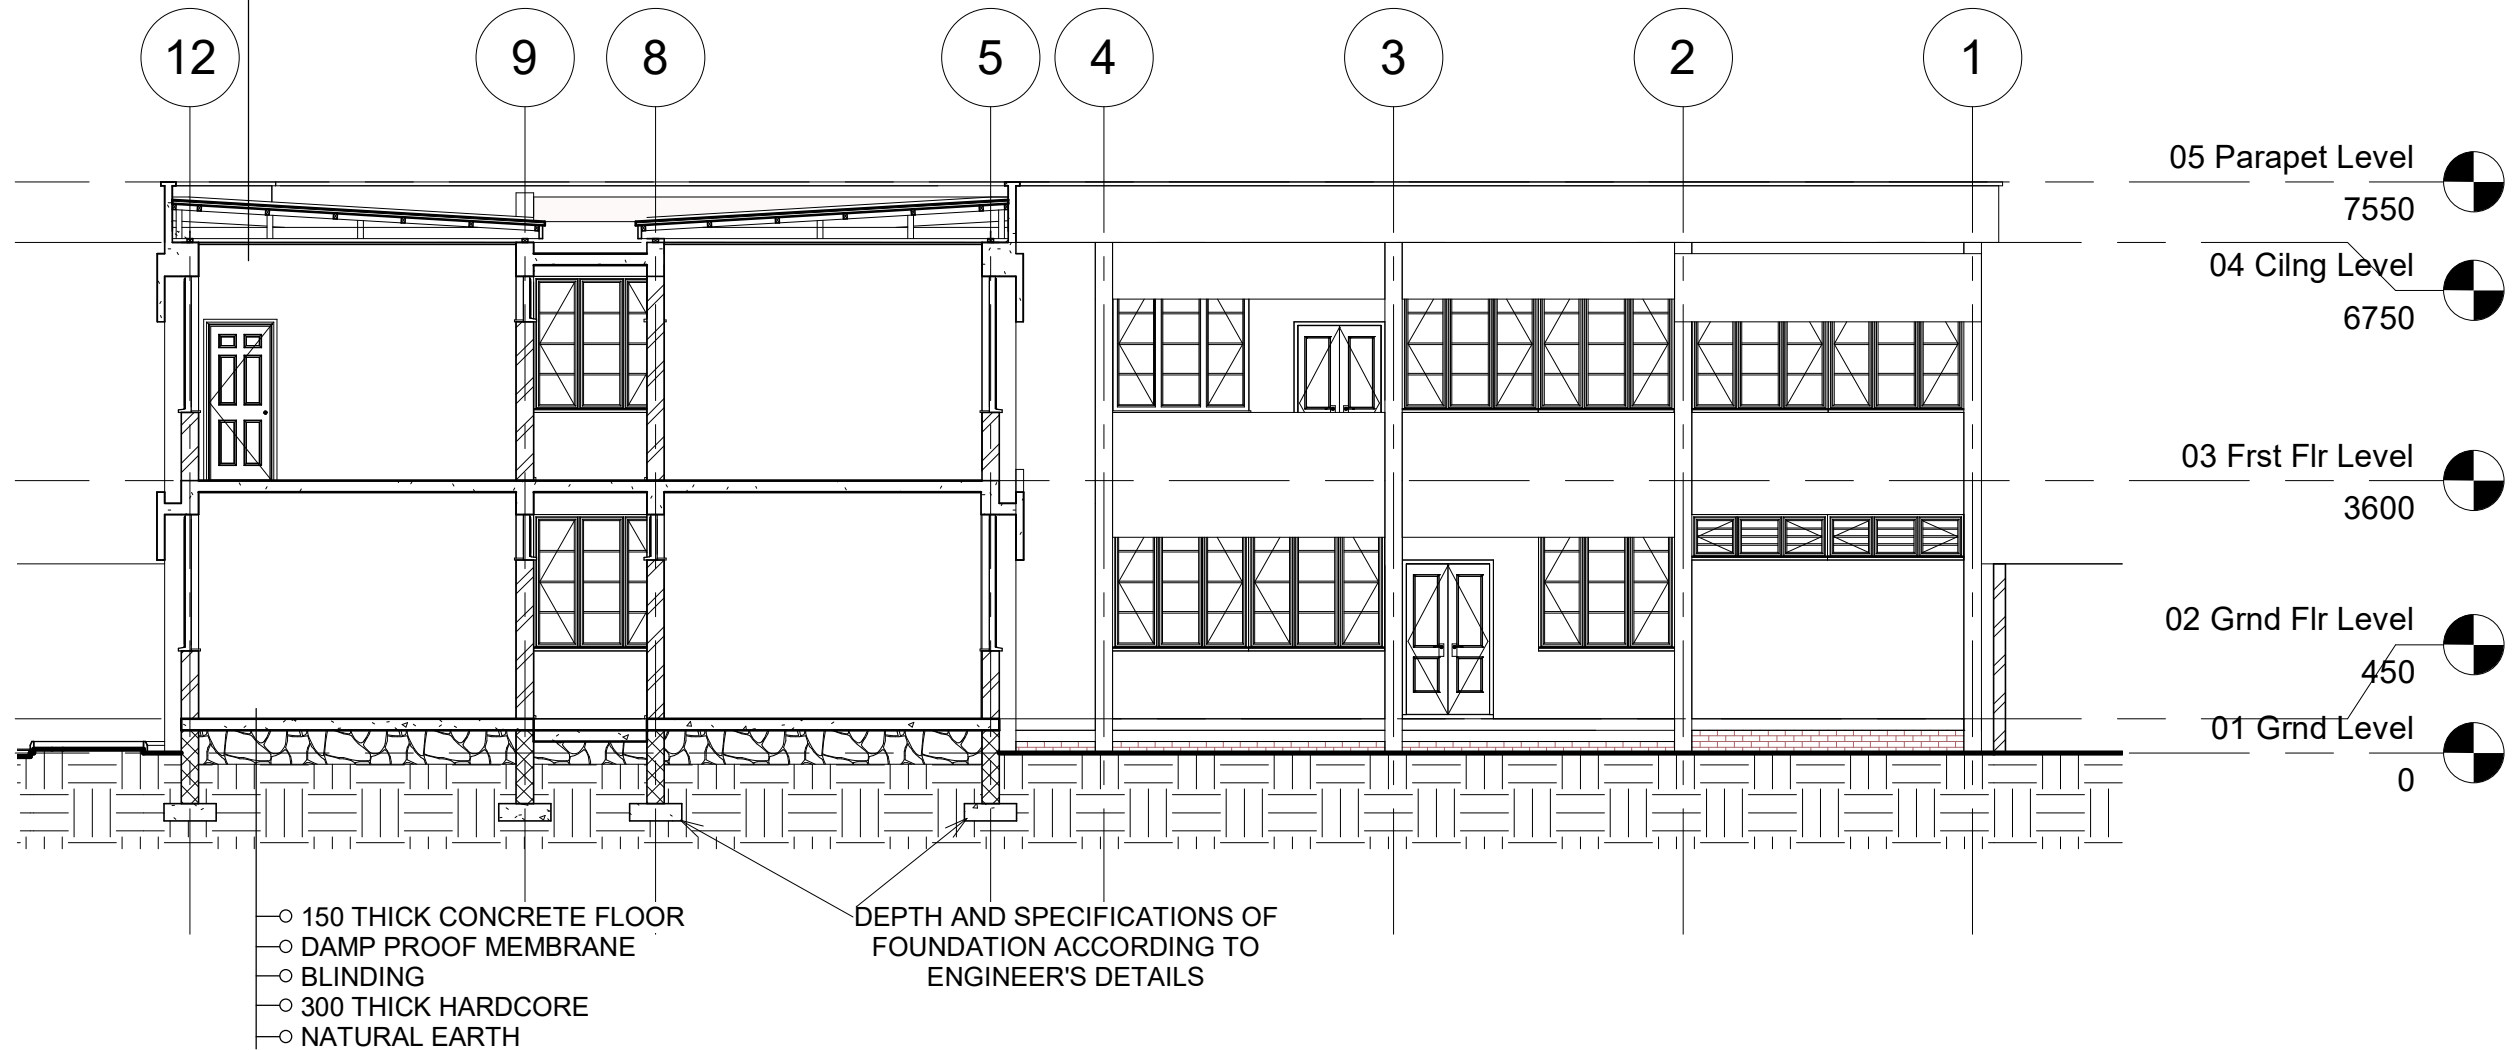 12
9
8
5
4
3
2
1
05 Parapet Level
7550
04 Cilng Level
6750
03 Frst Flr Level
3600
02 Grnd Flr Level
450
01 Grnd Level
0
150 THICK CONCRETE FLOOR
DAMP PROOF MEMBRANE
BLINDING
300 THICK HARDCORE
NATURAL EARTH
DEPTH AND SPECIFICATIONS OF
FOUNDATION ACCORDING TO
ENGINEER'S DETAILS